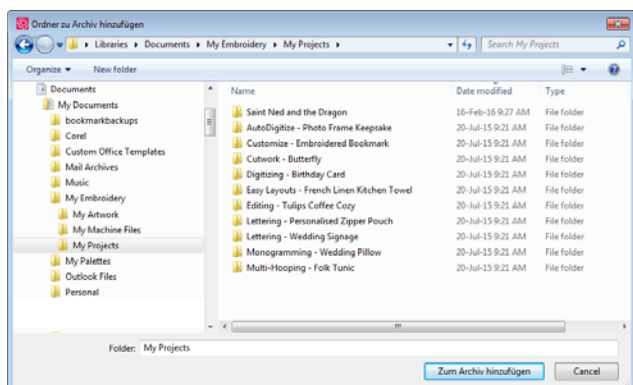 Ordner zu Archiv hinzufügen
Libraries Documents My Embroidery My Projects Search My Projects
Organize New folder
Documents
My Documents
bookmarkbackups
Corel
Custom Office Templates
Mail Archives
Music
My Embroidery
My Artwork
My Machine Files
My Projects
My Palettes
Outlook Files
Personal
Name Date modified Type
Saint Ned and the Dragon 16-Feb-16 9:27 AM File folder
AutoDigitize - Photo Frame Keepsake 20-Jul-15 9:21 AM File folder
Customize - Embroidered Bookmark 20-Jul-15 9:21 AM File folder
Cutwork - Butterfly 20-Jul-15 9:21 AM File folder
Digitizing - Birthday Card 20-Jul-15 9:21 AM File folder
Easy Layouts - French Linen Kitchen Towel 20-Jul-15 9:21 AM File folder
Editing - Tulips Coffee Cozy 20-Jul-15 9:21 AM File folder
Lettering - Personalised Zipper Pouch 20-Jul-15 9:21 AM File folder
Lettering - Wedding Signage 20-Jul-15 9:21 AM File folder
Monogramming - Wedding Pillow 20-Jul-15 9:21 AM File folder
Multi-Hooping - Folk Tunic 20-Jul-15 9:21 AM File folder
Folder: My Projects
Zum Archiv hinzufügen Cancel